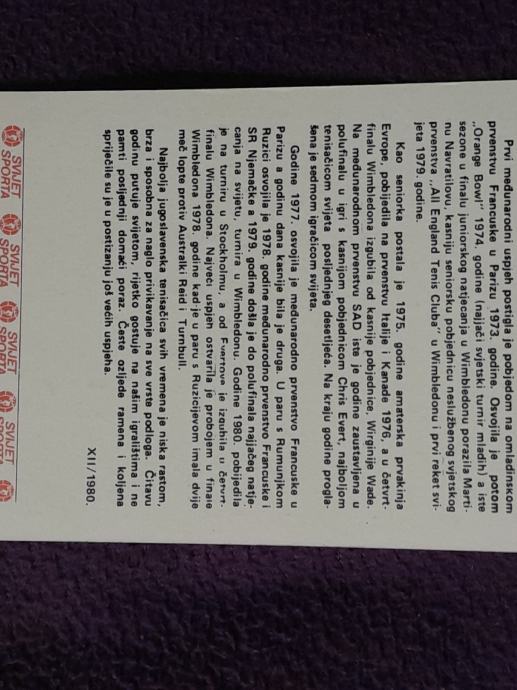 Prvi međunarodni uspjeh postigla je pobjedom na omladinskom
prvenstvu Francuske u Parizu 1973. godine. Osvojila je potom
„Orange Bowl" 1974. godine (najjači svjetski turnir mladih) a iste
sezone u finalu juniorskog natjecanja u Wimbledonu porazila Marti-
nu Navratilovu kasniju seniorsku pobjednicu neslužbenog svjetskog
prvenstva „All England Tenis Cluba" u Wimbledonu i prvi reket svi-
jeta 1979. godine.
Kao seniorka postala je 1975. godine amaterska prvakinja
Evrope, pobijedila na prvenstvu Italije i Kanade 1976, a u četvrt-
finalu Wimbledona izgubila od kasnije pobjednice, Wirginije Wade.
Na međunarodnom prvenstvu SAD iste je godine zaustavljena u
polufinalu u igri s kasnijom pobjednicom Chris Evert, najboljom
tenisačicom svijeta posljednjeg desetljeća. Na kraju godine progla-
šena je sedmom igračicom svijeta.
Godine 1977. osvojila je međunarodno prvenstvo Francuske u
Parizu a godinu dana kasnije bila je druga. U paru s Rumunjkom
Ruzici osvojila je 1978. godine međunarodno prvenstvo Francuske i
SR Njemačke a 1979. godine došla je do polufinala najjačeg natje-
canja na svijetu, turnira u Wimbledonu. Godine 1980. pobijedila
je na turniru u Stockholmu, a od Evertove je izgubila u četvrt-
finalu Wimbledona. Najveći uspjeh ostvarila je probojem u finale
Wimbledona 1978. godine kad je u paru s Ruzicijevom imala dvije
meč lopte protiv Australki Reid i Turnbull.
Najbolja jugoslavenska tenisačica svih vremena je niska rastom,
brza i sposobna za naglo privikavanje na sve vrste podloga. Čitavu
godinu putuje svijetom, rijetko gostuje na našim igralištima i ne
pamti posljednji domaći poraz. Česte ozljede ramena i koljena
spriječile su je u postizanju još većih uspjeha.
XII/1980.
SVIJET
SPORTA
SVIJET
SPORTA
SVIJET
SPORTA
SVIJET
SPORTA